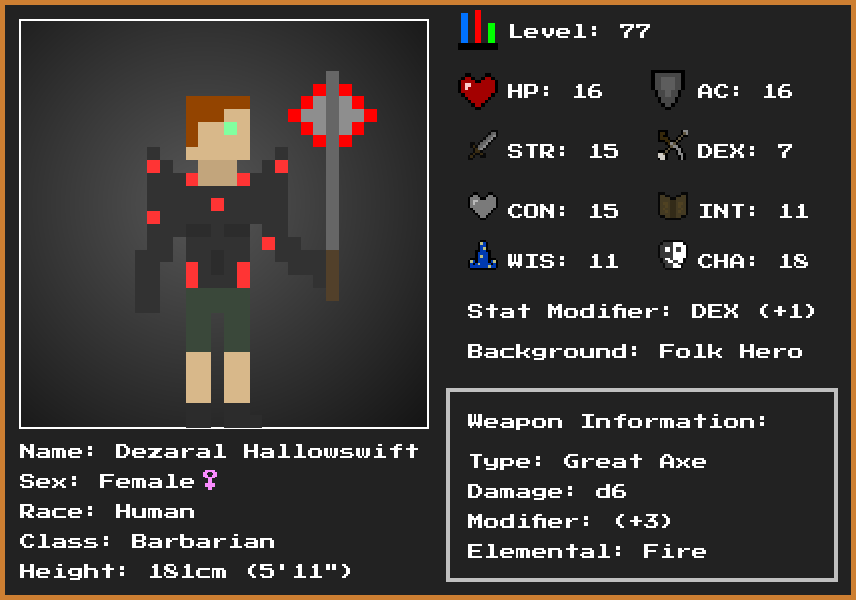 Level: 77
HP: 16 AC: 16
STR: 15 DEX: 7
CON: 15 INT: 11
WIS: 11 CHA: 18
Stat Modifier: DEX (+1)
Background: Folk Hero
Weapon Information:
Type: Great Axe
Damage: d6
Modifier: (+3)
Elemental: Fire
Name: Dezaral Hallowswift
Sex: Female♀
Race: Human
Class: Barbarian
Height: 181cm (5'11")